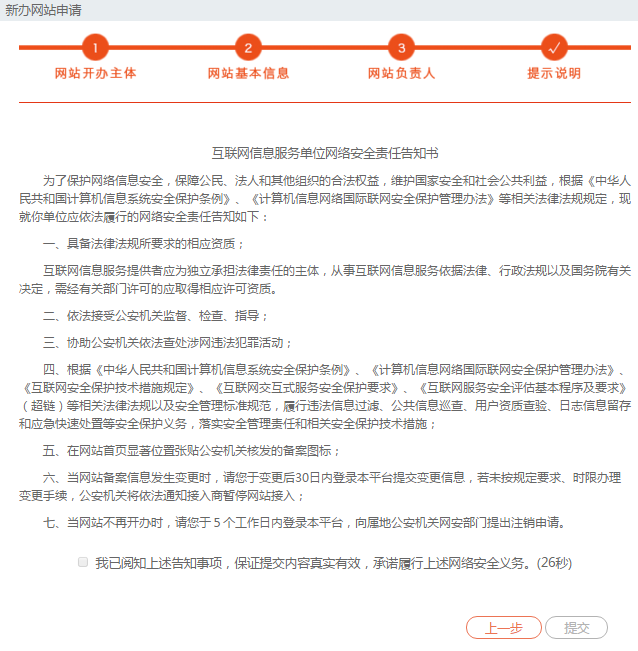 新办网站申请
1 2 3
网站开办主体 网站基本信息 网站负责人 提示说明
互联网信息服务单位网络安全责任告知书
为了保护网络信息安全，保障公民、法人和其他组织的合法权益，维护国家安全和社会公共利益，根据《中华人
民共和国计算机信息系统安全保护条例》、《计算机信息网络国际联网安全保护管理办法》等相关法律法规规定，现
就你单位应依法履行的网络安全责任告知如下：
一、具备法律法规所要求的相应资质；
互联网信息服务提供者应为独立承担法律责任的主体，从事互联网信息服务依据法律、行政法规以及国务院有关
决定，需经有关部门许可的应取得相应许可资质。
二、依法接受公安机关监督、检查、指导；
三、协助公安机关依法查处涉网违法犯罪活动；
四、根据《中华人民共和国计算机信息系统安全保护条例》、《计算机信息网络国际联网安全保护管理办法》、
《互联网安全保护技术措施规定》、《互联网交互式服务安全保护要求》、《互联网服务安全评估基本程序及要求》
（超链）等相关法律法规以及安全管理标准规范，履行违法信息过滤、公共信息巡查、用户资质查验、日志信息留存
和应急快速处置等安全保护义务，落实安全管理责任和相关安全保护技术措施；
五、在网站首页显著位置张贴公安机关核发的备案图标；
六、当网站备案信息发生变更时，请您于变更后30日内登录本平台提交变更信息，若未按规定要求、时限办理
变更手续，公安机关将依法通知接入商暂停网站接入；
七、当网站不再开办时，请您于５个工作日内登录本平台，向属地公安机关网安部门提出注销申请。
我已阅知上述告知事项，保证提交内容真实有效，承诺履行上述网络安全义务。(26秒)
上一步 提交